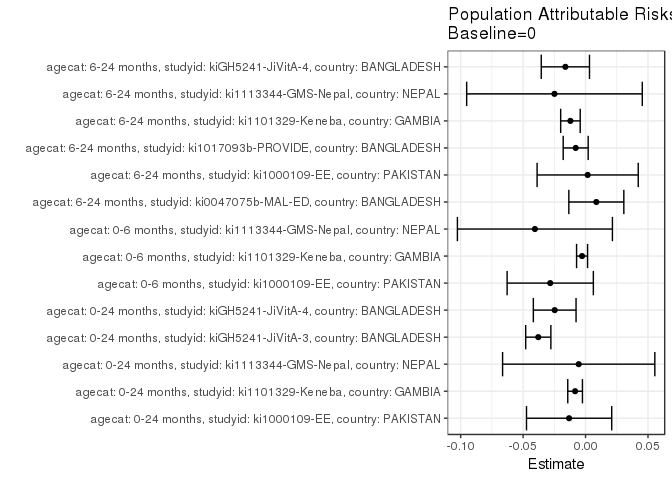 Population Attributable Risks
Baseline=0
agecat: 6-24 months, studyid: kiGH5241-JiVitA-4, country: BANGLADESH
agecat: 6-24 months, studyid: ki1113344-GMS-Nepal, country: NEPAL
agecat: 6-24 months, studyid: ki1101329-Keneba, country: GAMBIA
agecat: 6-24 months, studyid: ki1017093b-PROVIDE, country: BANGLADESH
agecat: 6-24 months, studyid: ki1000109-EE, country: PAKISTAN
agecat: 6-24 months, studyid: ki0047075b-MAL-ED, country: BANGLADESH
agecat: 0-6 months, studyid: ki1113344-GMS-Nepal, country: NEPAL
agecat: 0-6 months, studyid: ki1101329-Keneba, country: GAMBIA
agecat: 0-6 months, studyid: ki1000109-EE, country: PAKISTAN
agecat: 0-24 months, studyid: kiGH5241-JiVitA-4, country: BANGLADESH
agecat: 0-24 months, studyid: kiGH5241-JiVitA-3, country: BANGLADESH
agecat: 0-24 months, studyid: ki1113344-GMS-Nepal, country: NEPAL
agecat: 0-24 months, studyid: ki1101329-Keneba, country: GAMBIA
agecat: 0-24 months, studyid: ki1000109-EE, country: PAKISTAN
-0.10 -0.05 0.00 0.05
Estimate